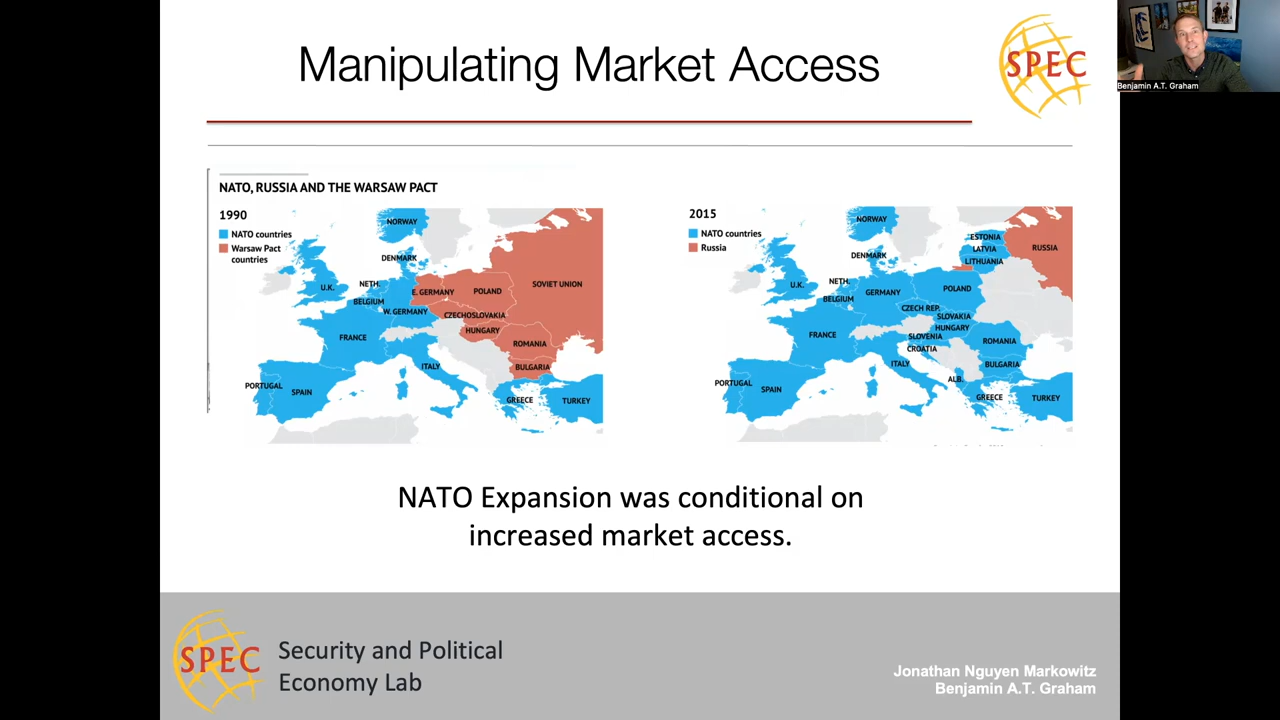 Manipulating Market Access
SPEC
Benjamin A.T. Graham
NATO, RUSSIA AND THE WARSAW PACT
1990
NATO countries
Warsaw Pact
countries
NORWAY
DENMARK
NETH.
U.K.
BELGIUM
E. GERMANY
POLAND
SOVIET UNION
W. GERMANY
CZECHOSLOVAKIA
HUNGARY
FRANCE
ROMANIA
ITALY
BULGARIA
PORTUGAL
SPAIN
GREECE
TURKEY
2015
NATO countries
Russia
NORWAY
ESTONIA
LATVIA
LITHUANIA
RUSSIA
DENMARK
NETH.
U.K.
BELGIUM
GERMANY
POLAND
CZECH REP.
SLOVAKIA
HUNGARY
FRANCE
SLOVENIA
CROATIA
ROMANIA
ITALY
BULGARIA
ALB.
PORTUGAL
SPAIN
GREECE
TURKEY
NATO Expansion was conditional on
increased market access.
SPEC
Security and Political
Economy Lab
Jonathan Nguyen Markowitz
Benjamin A.T. Graham